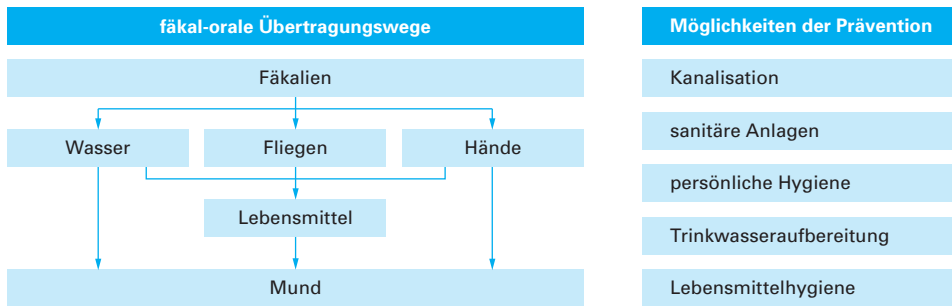 fäkal-orale Übertragungswege
Fäkalien
Wasser
Fliegen
Hände
Lebensmittel
Mund
Möglichkeiten der Prävention
Kanalisation
sanitäre Anlagen
persönliche Hygiene
Trinkwasseraufbereitung
Lebensmittelhygiene